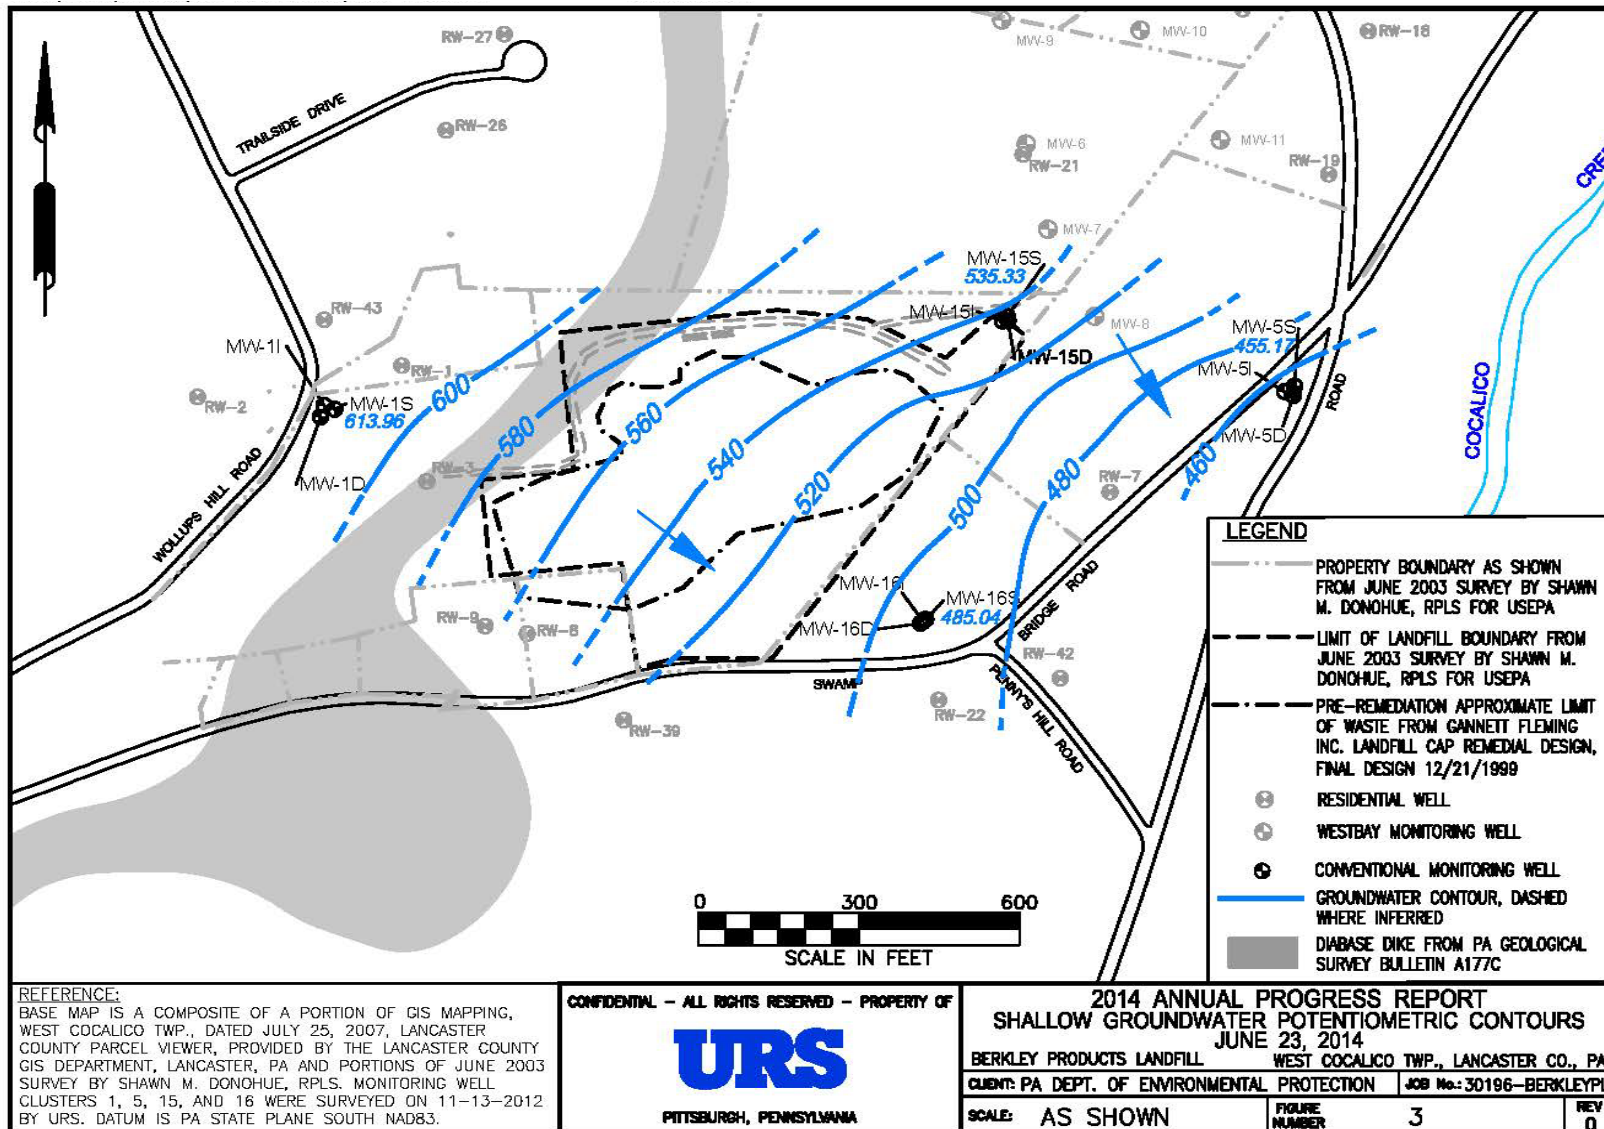 RW-27
MW-9
MW-10
RW-18
TRAILSIDE DRIVE
RW-26
MW-6
RW-21
MW-11
RW-19
MW-7
MW-15S
535.33
MW-15I
MW-15D
MW-8
MW-5S
455.17
MW-5I
MW-5D
RW-43
MW-1I
RW-1
RW-2
MW-1S
613.96
MW-1D
RW-3
WOLLUPS HILL ROAD
600
580
560
540
520
500
480
460
RW-7
ROAD
COCALICO
MW-16I
MW-16S
485.04
MW-16D
BRIDGE ROAD
RW-9
RW-6
RW-42
SWAMP
PENNY'S HILL ROAD
RW-22
RW-39
0 300 600
SCALE IN FEET
LEGEND
PROPERTY BOUNDARY AS SHOWN
FROM JUNE 2003 SURVEY BY SHAWN
M. DONOHUE, RPLS FOR USEPA
LIMIT OF LANDFILL BOUNDARY FROM
JUNE 2003 SURVEY BY SHAWN M.
DONOHUE, RPLS FOR USEPA
PRE-REMEDIATION APPROXIMATE LIMIT
OF WASTE FROM GANNETT FLEMING
INC. LANDFILL CAP REMEDIAL DESIGN,
FINAL DESIGN 12/21/1999
RESIDENTIAL WELL
WESTBAY MONITORING WELL
CONVENTIONAL MONITORING WELL
GROUNDWATER CONTOUR, DASHED
WHERE INFERRED
DIABASE DIKE FROM PA GEOLOGICAL
SURVEY BULLETIN A177C
REFERENCE:
BASE MAP IS A COMPOSITE OF A PORTION OF GIS MAPPING,
WEST COCALICO TWP., DATED JULY 25, 2007, LANCASTER
COUNTY PARCEL VIEWER, PROVIDED BY THE LANCASTER COUNTY
GIS DEPARTMENT, LANCASTER, PA AND PORTIONS OF JUNE 2003
SURVEY BY SHAWN M. DONOHUE, RPLS. MONITORING WELL
CLUSTERS 1, 5, 15, AND 16 WERE SURVEYED ON 11-13-2012
BY URS. DATUM IS PA STATE PLANE SOUTH NAD83.
CONFIDENTIAL - ALL RIGHTS RESERVED - PROPERTY OF
URS
PITTSBURGH, PENNSYLVANIA
2014 ANNUAL PROGRESS REPORT
SHALLOW GROUNDWATER POTENTIOMETRIC CONTOURS
JUNE 23, 2014
BERKLEY PRODUCTS LANDFILL WEST COCALICO TWP., LANCASTER CO., PA
CLIENT: PA DEPT. OF ENVIRONMENTAL PROTECTION JOB No.: 30196-BERKLEYPL
SCALE: AS SHOWN FIGURE NUMBER 3 REV 0